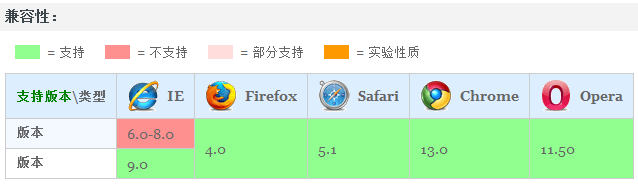 兼容性：
= 支持 = 不支持 = 部分支持 = 实验性质
支持版本\类型 IE Firefox Safari Chrome Opera
版本 6.0-8.0 4.0 5.1 13.0 11.50
版本 9.0